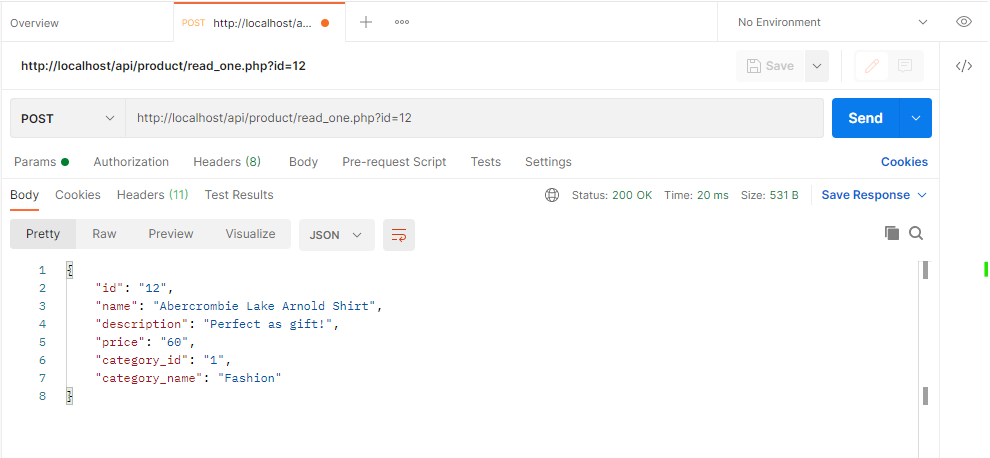 Overview POST http://localhost/a... No Environment
http://localhost/api/product/read_one.php?id=12 Save
POST http://localhost/api/product/read_one.php?id=12 Send
Params Authorization Headers (8) Body Pre-request Script Tests Settings Cookies
Body Cookies Headers (11) Test Results Status: 200 OK Time: 20 ms Size: 531 B Save Response
Pretty Raw Preview Visualize JSON
1 {
2 "id": "12",
3 "name": "Abercrombie Lake Arnold Shirt",
4 "description": "Perfect as gift!",
5 "price": "60",
6 "category_id": "1",
7 "category_name": "Fashion"
8 }